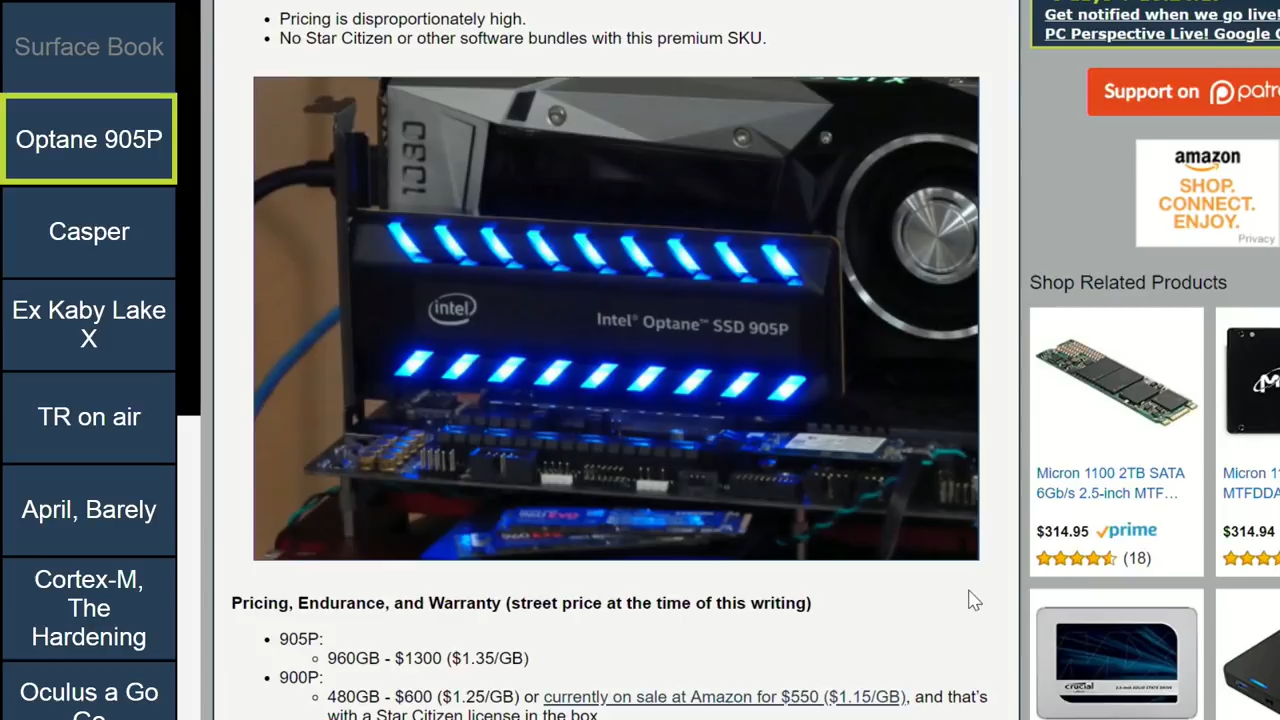 Surface Book
Optane 905P
Casper
Ex Kaby Lake
X
TR on air
April, Barely
Cortex-M,
The
Hardening
Oculus a Go
Pricing is disproportionately high.
No Star Citizen or other software bundles with this premium SKU.
1080
intel
Intel® Optane™ SSD 905P
Pricing, Endurance, and Warranty (street price at the time of this writing)
905P:
960GB - $1300 ($1.35/GB)
900P:
480GB - $600 ($1.25/GB) or currently on sale at Amazon for $550 ($1.15/GB), and that's
with a Star Citizen license in the box
Get notified when we go live!
PC Perspective Live! Google
Support on
amazon
SHOP.
CONNECT.
ENJOY.
Privacy
Shop Related Products
Micron 1100 2TB SATA
6Gb/s 2.5-inch MTF...
$314.95 prime
(18)
Micron
MTFDDA
$314.94
crucial